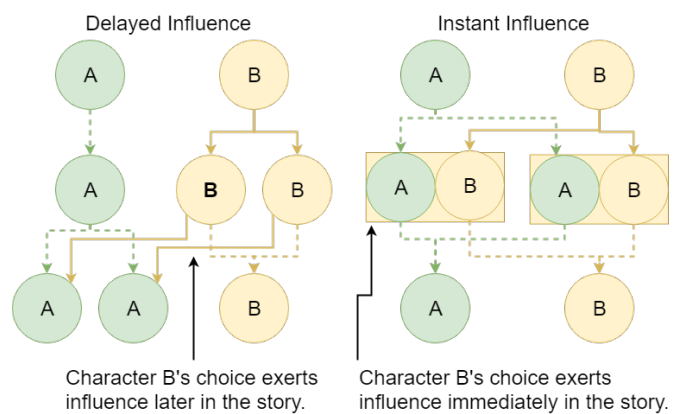 Delayed Influence
Instant Influence
A
B
A
B
A
B
B
A
B
A
B
A
A
B
A
B
Character B's choice exerts
influence later in the story.
Character B's choice exerts
influence immediately in the story.